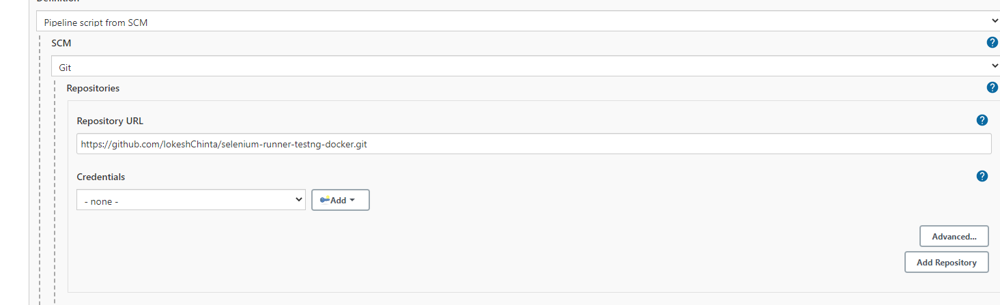 Definition
Pipeline script from SCM
SCM
?
Git
Repositories
?
Repository URL
?
https://github.com/lokeshChinta/selenium-runner-testng-docker.git
Credentials
?
- none -
Add
Advanced...
Add Repository